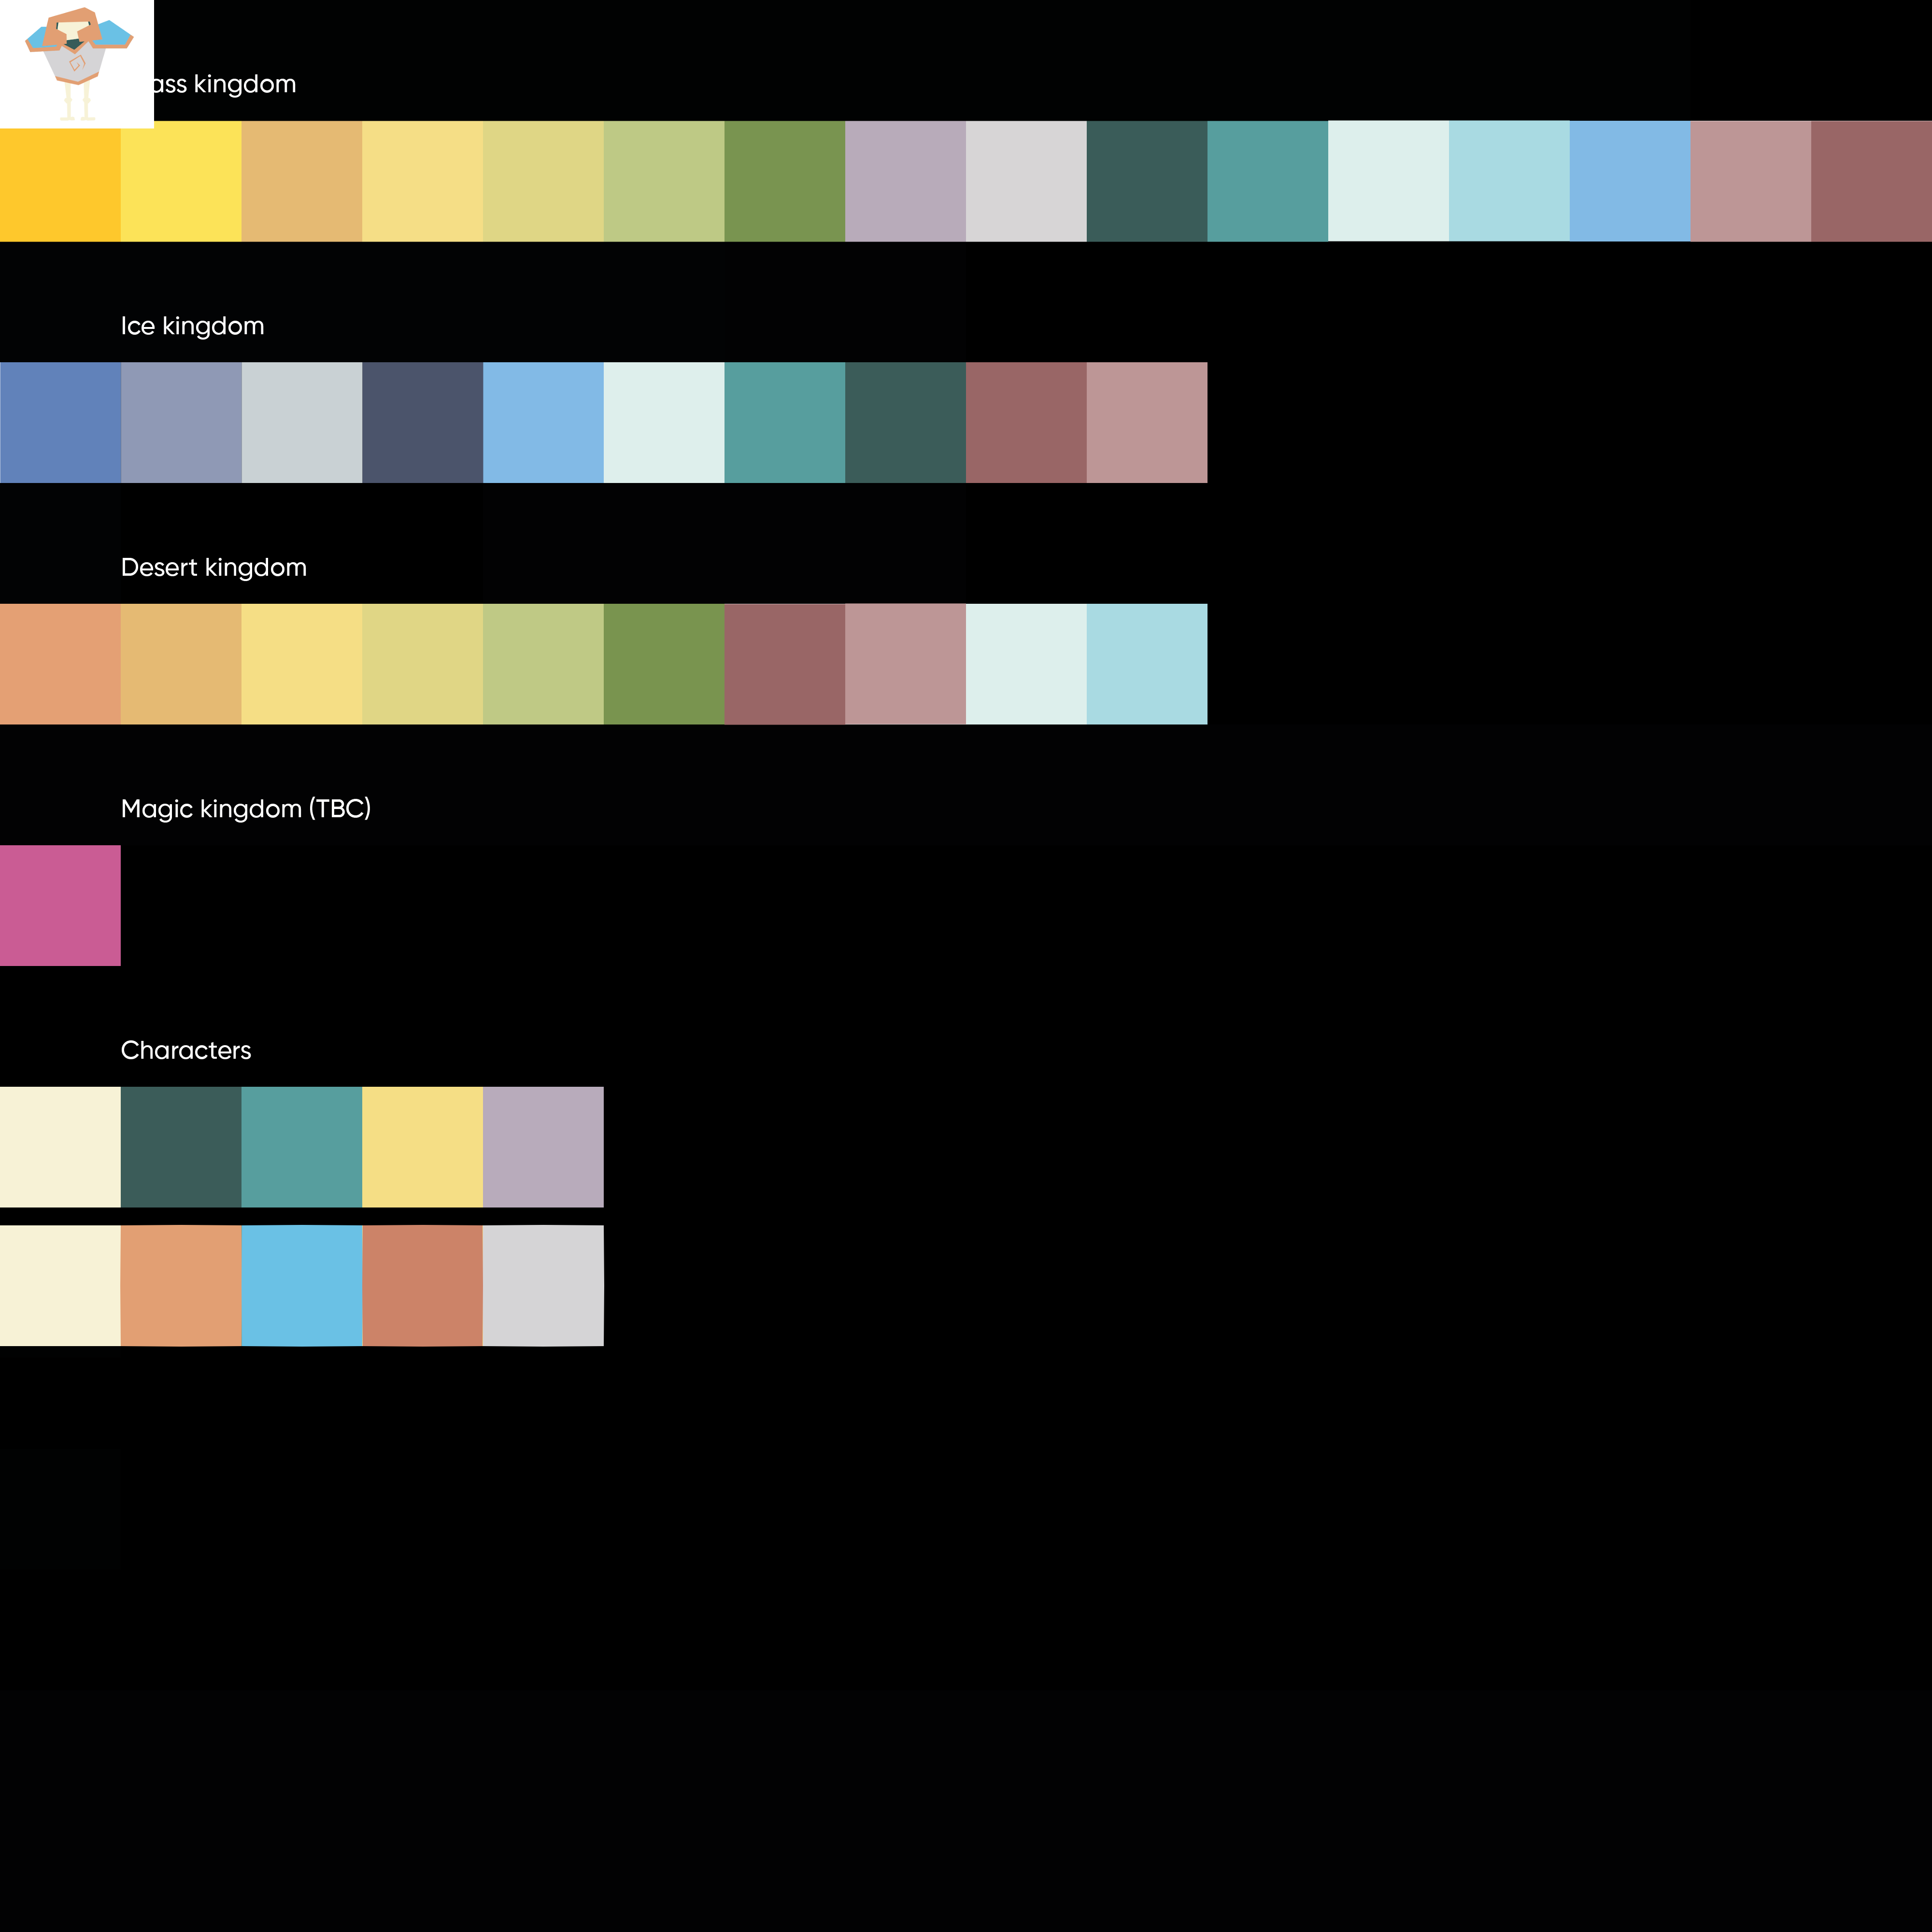 ass kingdom
Ice kingdom
Desert kingdom
Magic kingdom (TBC)
Characters